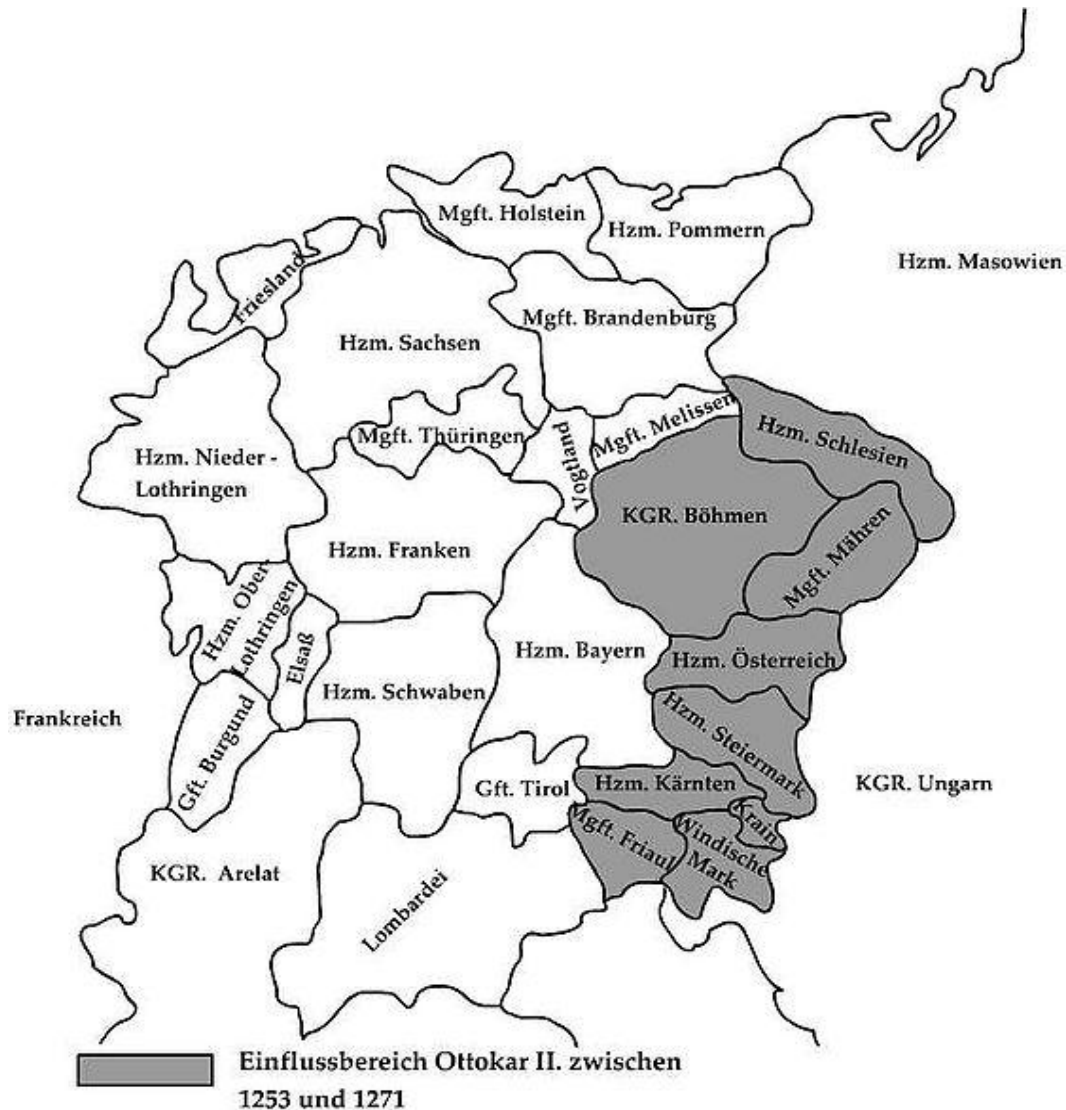 Mgft. Holstein
Hzm. Pommern
Hzm. Masowien
Friesland
Mgft. Brandenburg
Hzm. Sachsen
Mgft. Melissen
Hzm. Schlesien
Mgft. Thüringen
Vogtland
Hzm. Nieder -
Lothringen
KGR. Böhmen
Mgft. Mähren
Hzm. Franken
Hzm. Ober-
Lothringen
Elsaß
Hzm. Bayern
Hzm. Österreich
Hzm. Schwaben
Frankreich
Gft. Burgund
Hzm. Steiermark
Gft. Tirol
Hzm. Kärnten
KGR. Ungarn
Krain
Mgft. Friaul
Windische
Mark
KGR. Arelat
Lombardei
Einflussbereich Ottokar II. zwischen
1253 und 1271